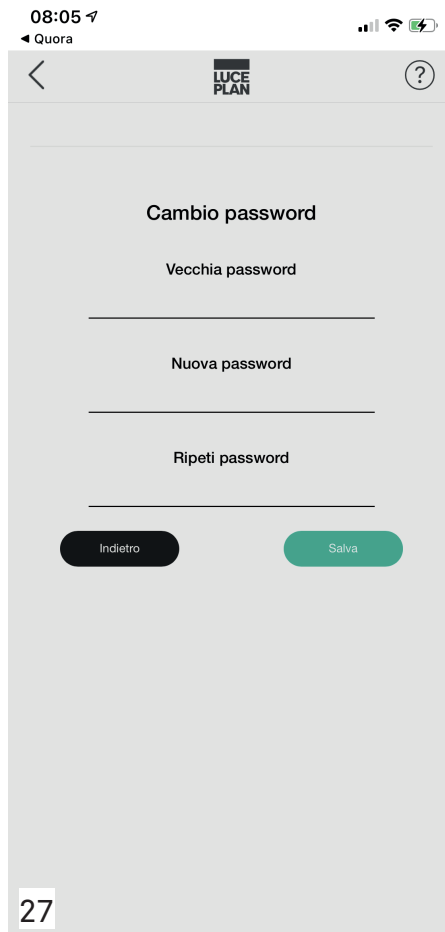 08:05
◀ Quora
LUCE
PLAN
?
Cambio password
Vecchia password
Nuova password
Ripeti password
Indietro
Salva
27